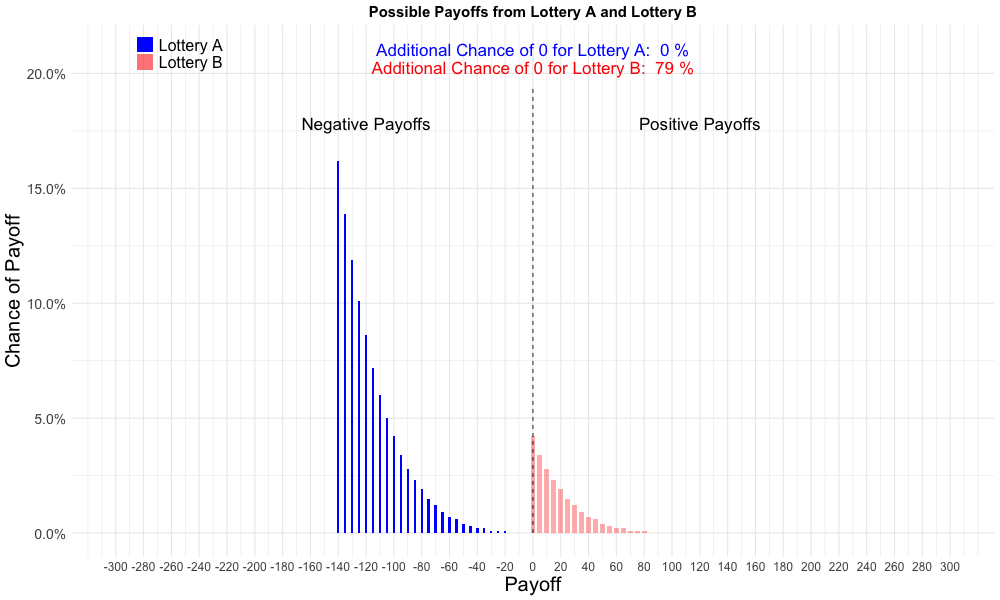 Possible Payoffs from Lottery A and Lottery B
Lottery A
Lottery B
Additional Chance of 0 for Lottery A:  0 %
Additional Chance of 0 for Lottery B:  79 %
Negative Payoffs
Positive Payoffs
Chance of Payoff
20.0%
15.0%
10.0%
5.0%
0.0%
-300 -280 -260 -240 -220 -200 -180 -160 -140 -120 -100 -80 -60 -40 -20 0 20 40 60 80 100 120 140 160 180 200 220 240 260 280 300
Payoff